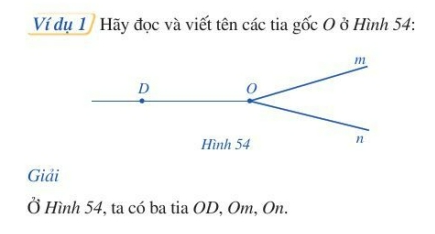 Ví dụ 1 Hãy đọc và viết tên các tia gốc O ở Hình 54:
m
D
O
n
Hình 54
Giải
Ở Hình 54, ta có ba tia OD, Om, On.